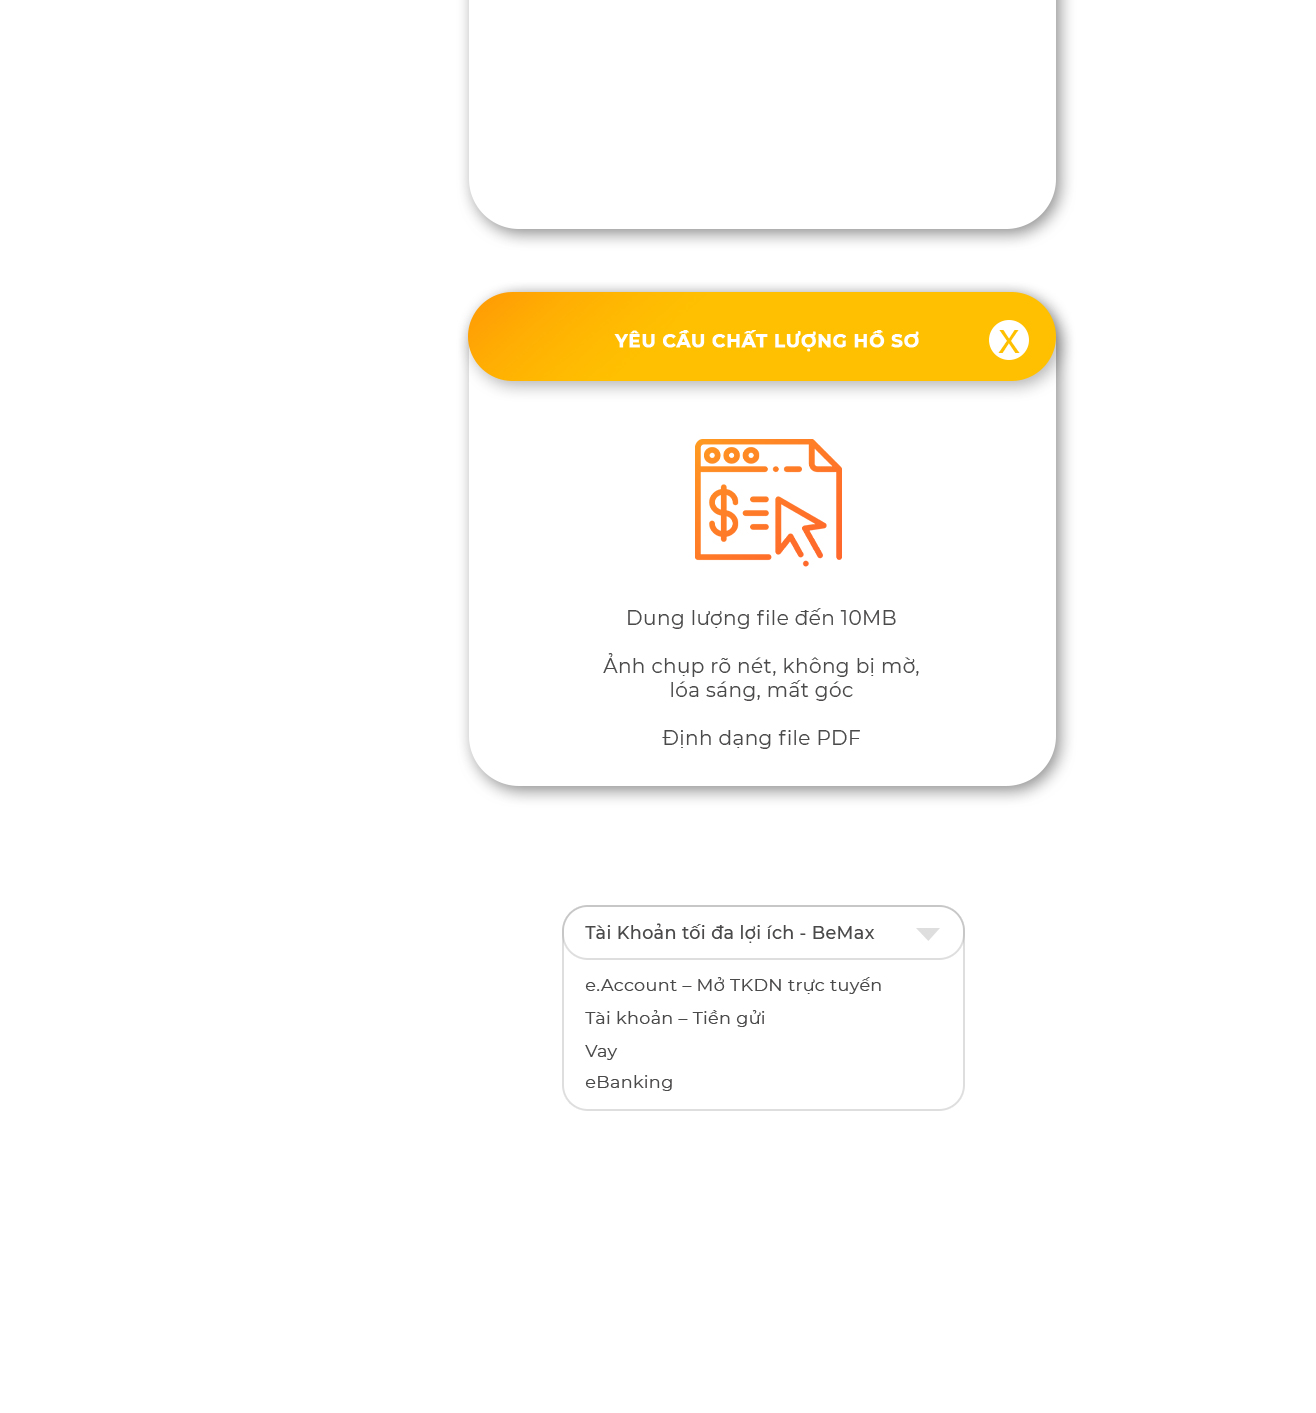 YÊU CẦU CHẤT LƯỢNG HỒ SƠ
X
$
Dung lượng file đến 10MB
Ảnh chụp rõ nét, không bị mờ,
lóa sáng, mất góc
Định dạng file PDF
Tài Khoản tối đa lợi ích - BeMax
e.Account – Mở TKDN trực tuyến
Tài khoản – Tiền gửi
Vay
eBanking